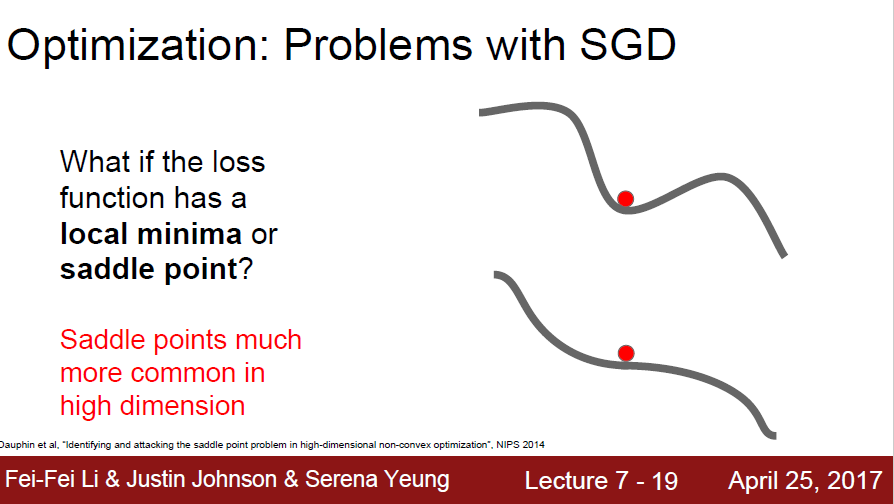 Optimization: Problems with SGD
What if the loss
function has a
local minima or
saddle point?
Saddle points much
more common in
high dimension
Dauphin et al, "Identifying and attacking the saddle point problem in high-dimensional non-convex optimization", NIPS 2014
Fei-Fei Li & Justin Johnson & Serena Yeung
Lecture 7 - 19
April 25, 2017